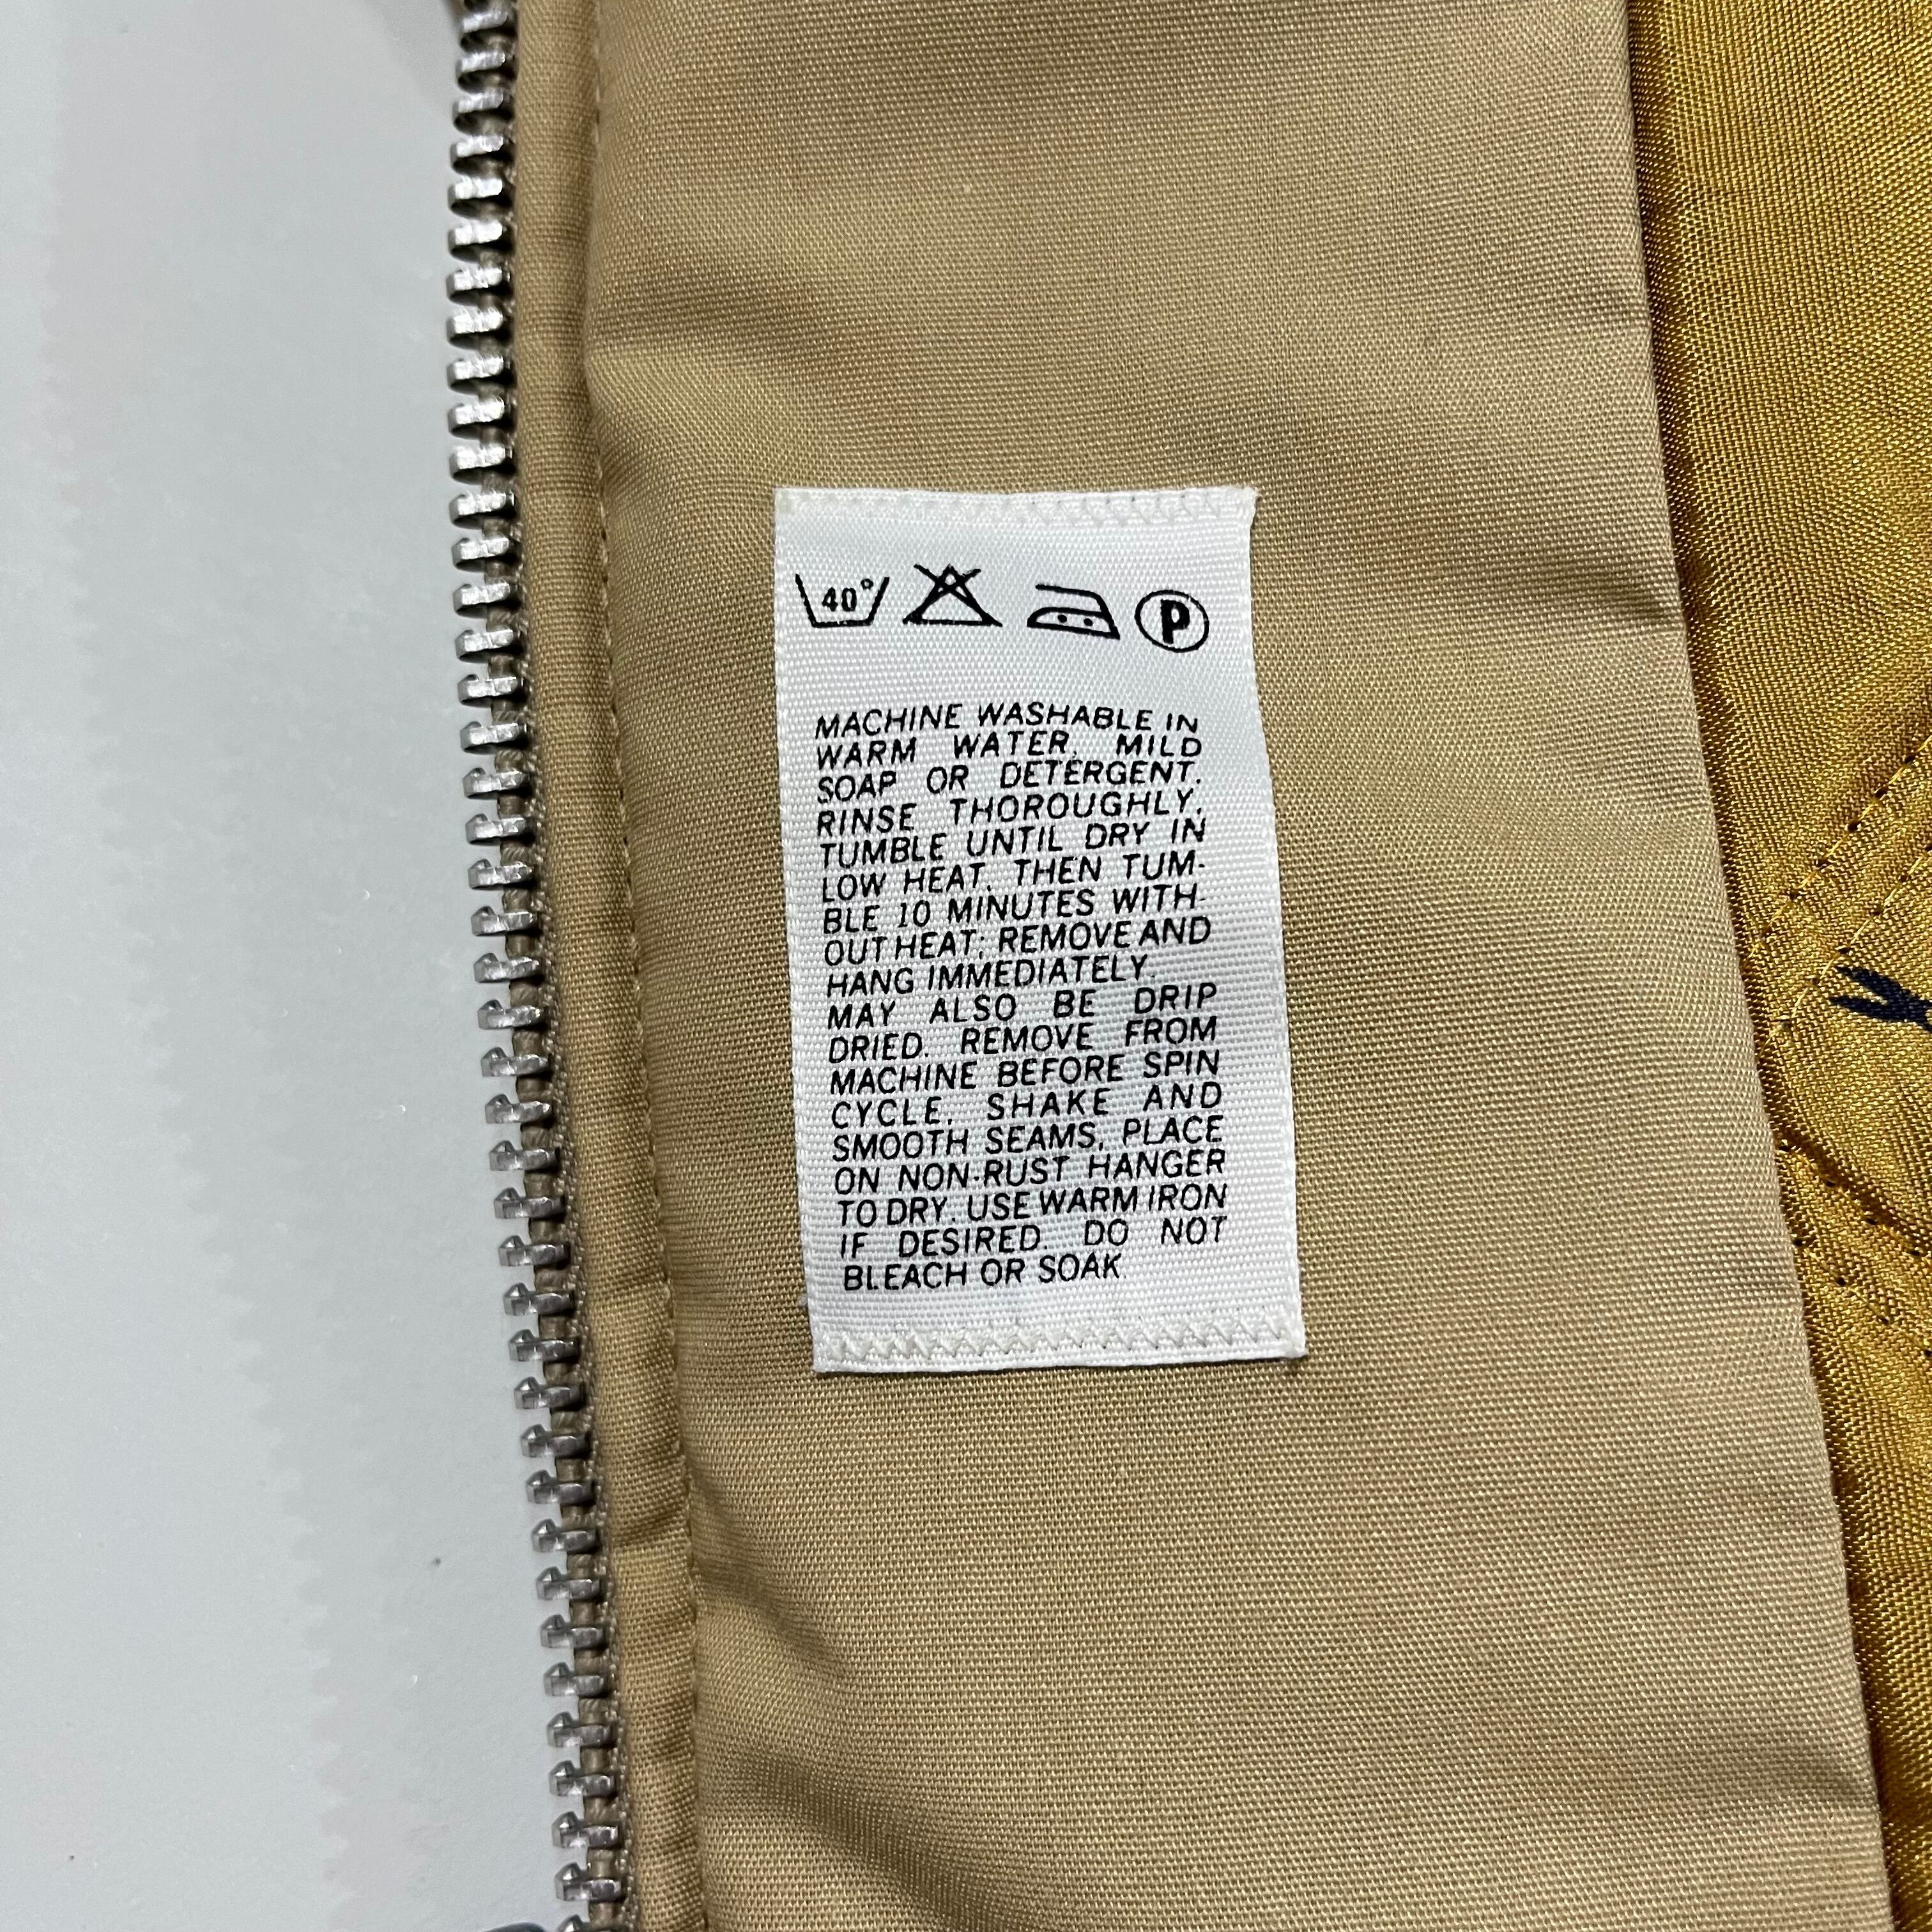 40°
P
MACHINE WASHABLE IN
WARM WATER. MILD
SOAP OR DETERGENT.
RINSE THOROUGHLY,
TUMBLE UNTIL DRY IN
LOW HEAT. THEN TUM-
BLE 10 MINUTES WITH-
OUT HEAT; REMOVE AND
HANG IMMEDIATELY.
MAY ALSO BE DRIP
DRIED. REMOVE FROM
MACHINE BEFORE SPIN
CYCLE. SHAKE AND
SMOOTH SEAMS, PLACE
ON NON-RUST HANGER
TO DRY. USE WARM IRON
IF DESIRED. DO NOT
BLEACH OR SOAK.